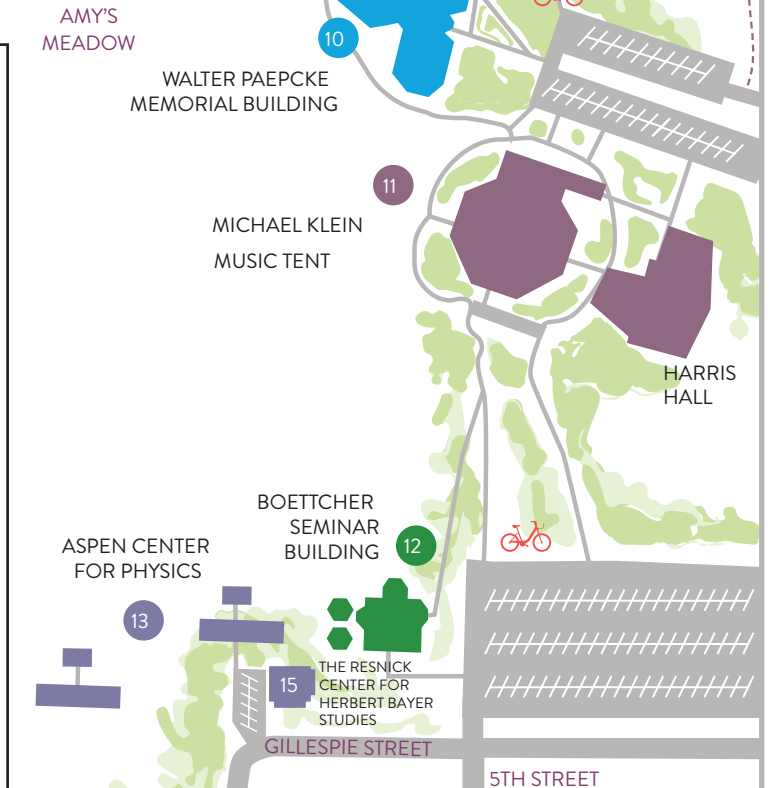 AMY'S
MEADOW
10
WALTER PAEPCKE
MEMORIAL BUILDING
11
MICHAEL KLEIN
MUSIC TENT
HARRIS
HALL
BOETTCHER
SEMINAR
BUILDING
12
ASPEN CENTER
FOR PHYSICS
13
15
THE RESNICK
CENTER FOR
HERBERT BAYER
STUDIES
GILLESPIE STREET
5TH STREET